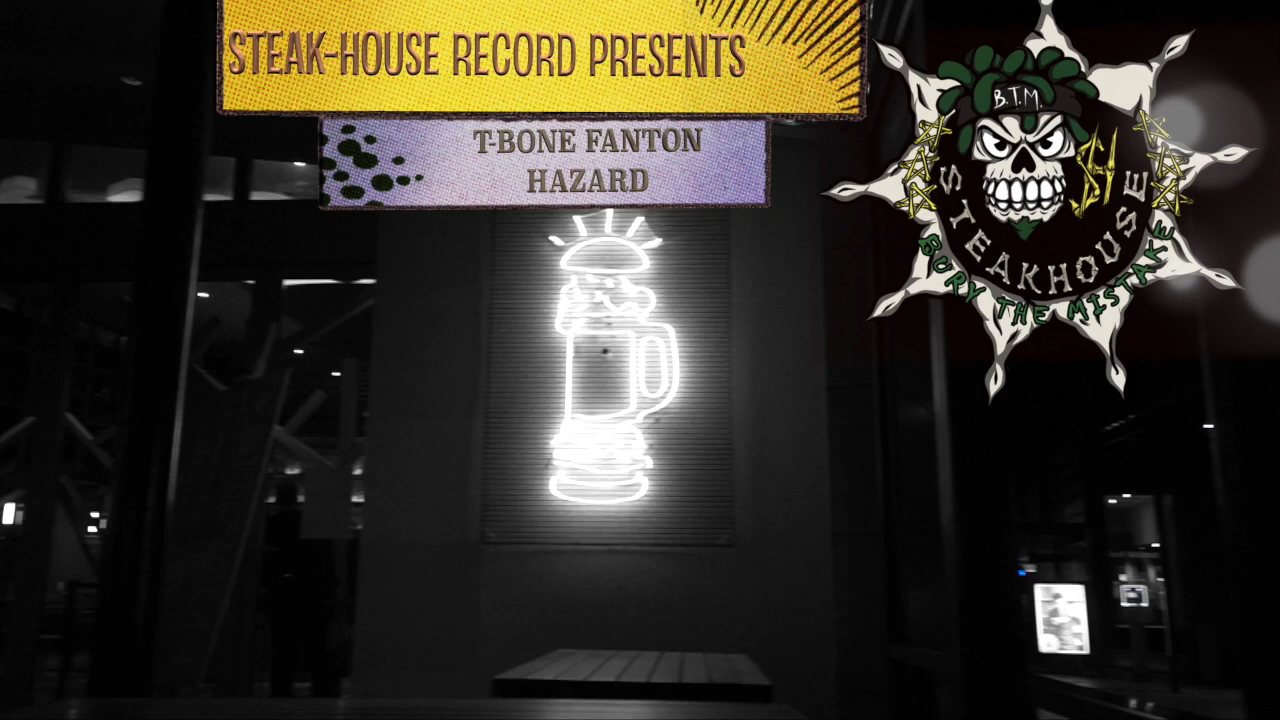 STEAK-HOUSE RECORD PRESENTS
T-BONE FANTON
HAZARD
B.T.M.
STEAKHOUSE
BURY THE MISTAKE